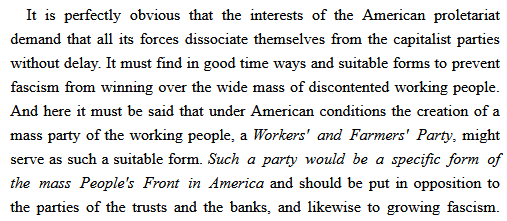 It is perfectly obvious that the interests of the American proletariat
demand that all its forces dissociate themselves from the capitalist parties
without delay. It must find in good time ways and suitable forms to prevent
fascism from winning over the wide mass of discontented working people.
And here it must be said that under American conditions the creation of a
mass party of the working people, a Workers' and Farmers' Party, might
serve as such a suitable form. Such a party would be a specific form of
the mass People's Front in America and should be put in opposition to
the parties of the trusts and the banks, and likewise to growing fascism.